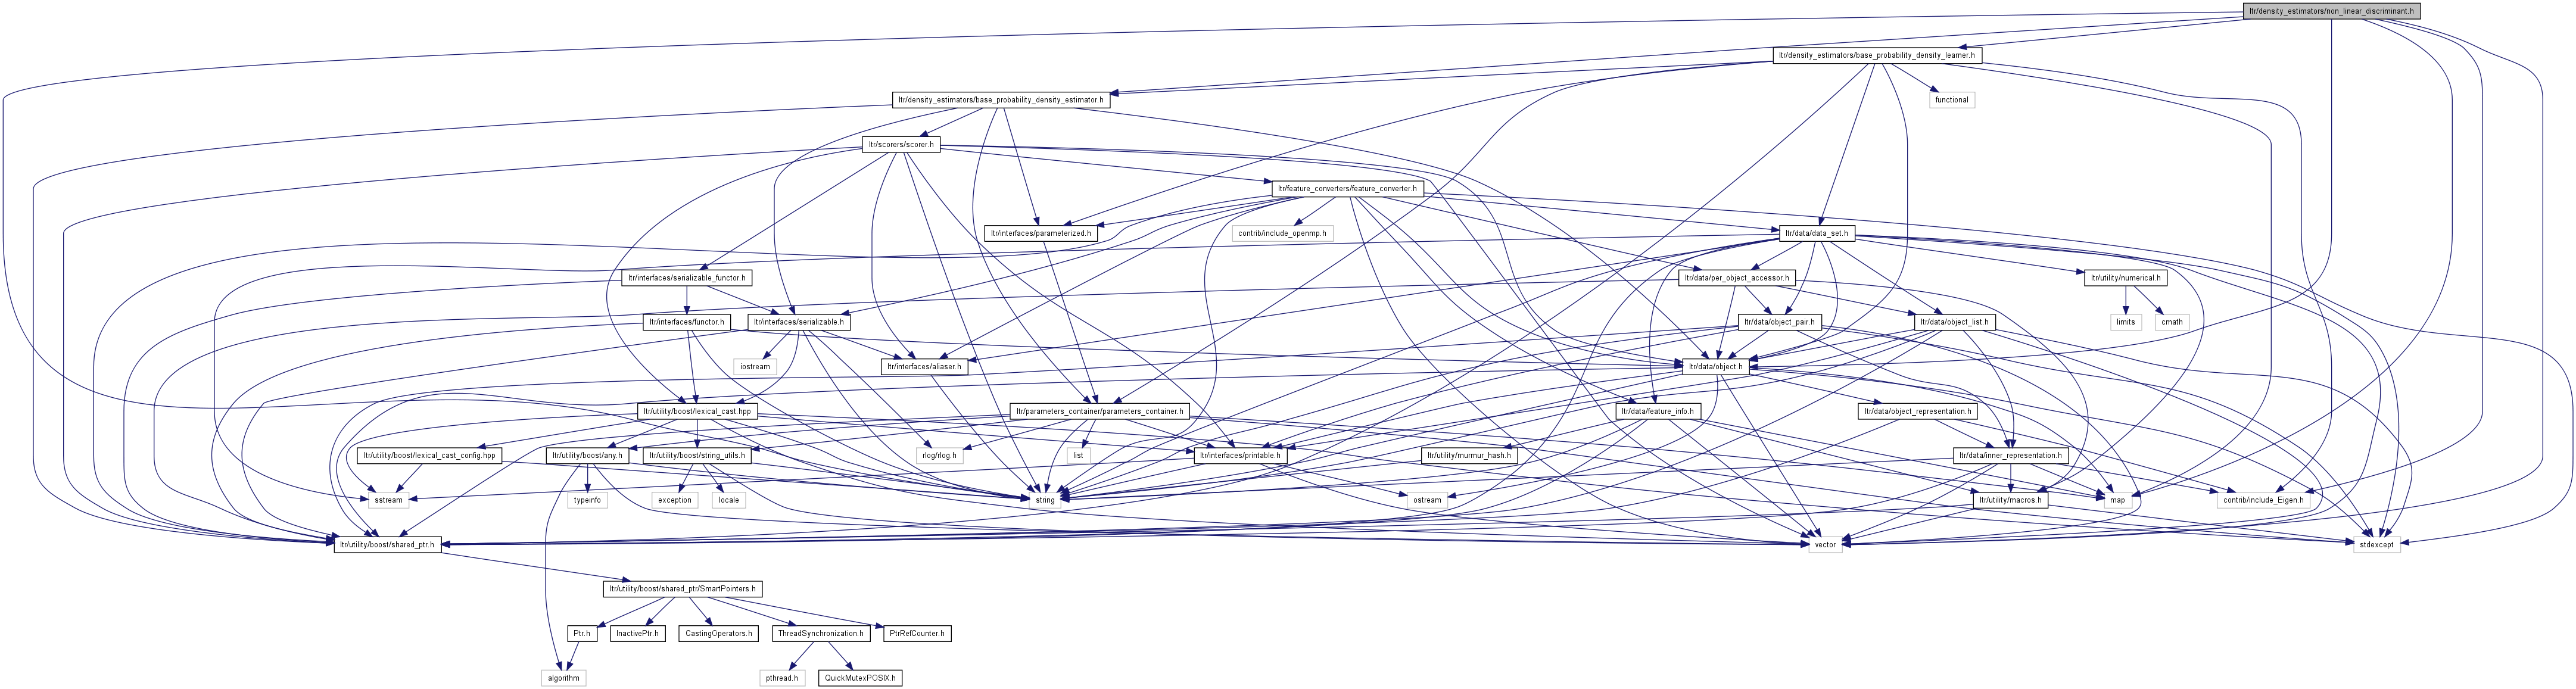 ltr/density_estimators/non_linear_discriminant.h
ltr/density_estimators/base_probability_density_learner.h
ltr/density_estimators/base_probability_density_estimator.h
functional
ltr/scorers/scorer.h
ltr/feature_converters/feature_converter.h
ltr/interfaces/parameterized.h
contrib/include_openmp.h
ltr/data/data_set.h
ltr/interfaces/serializable_functor.h
ltr/data/per_object_accessor.h
ltr/utility/numerical.h
ltr/interfaces/functor.h
ltr/interfaces/serializable.h
ltr/data/object_pair.h
ltr/data/object_list.h
limits
cmath
iostream
ltr/interfaces/aliaser.h
ltr/data/object.h
ltr/utility/boost/lexical_cast.hpp
ltr/parameters_container/parameters_container.h
ltr/data/feature_info.h
ltr/data/object_representation.h
ltr/utility/boost/lexical_cast_config.hpp
ltr/utility/boost/any.h
ltr/utility/boost/string_utils.h
rlog/rlog.h
list
ltr/interfaces/printable.h
ltr/utility/murmur_hash.h
ltr/data/inner_representation.h
sstream
typeinfo
exception
locale
string
ostream
ltr/utility/macros.h
map
contrib/include_Eigen.h
ltr/utility/boost/shared_ptr.h
vector
stdexcept
ltr/utility/boost/shared_ptr/SmartPointers.h
Ptr.h
InactivePtr.h
CastingOperators.h
ThreadSynchronization.h
PtrRefCounter.h
algorithm
pthread.h
QuickMutexPOSIX.h